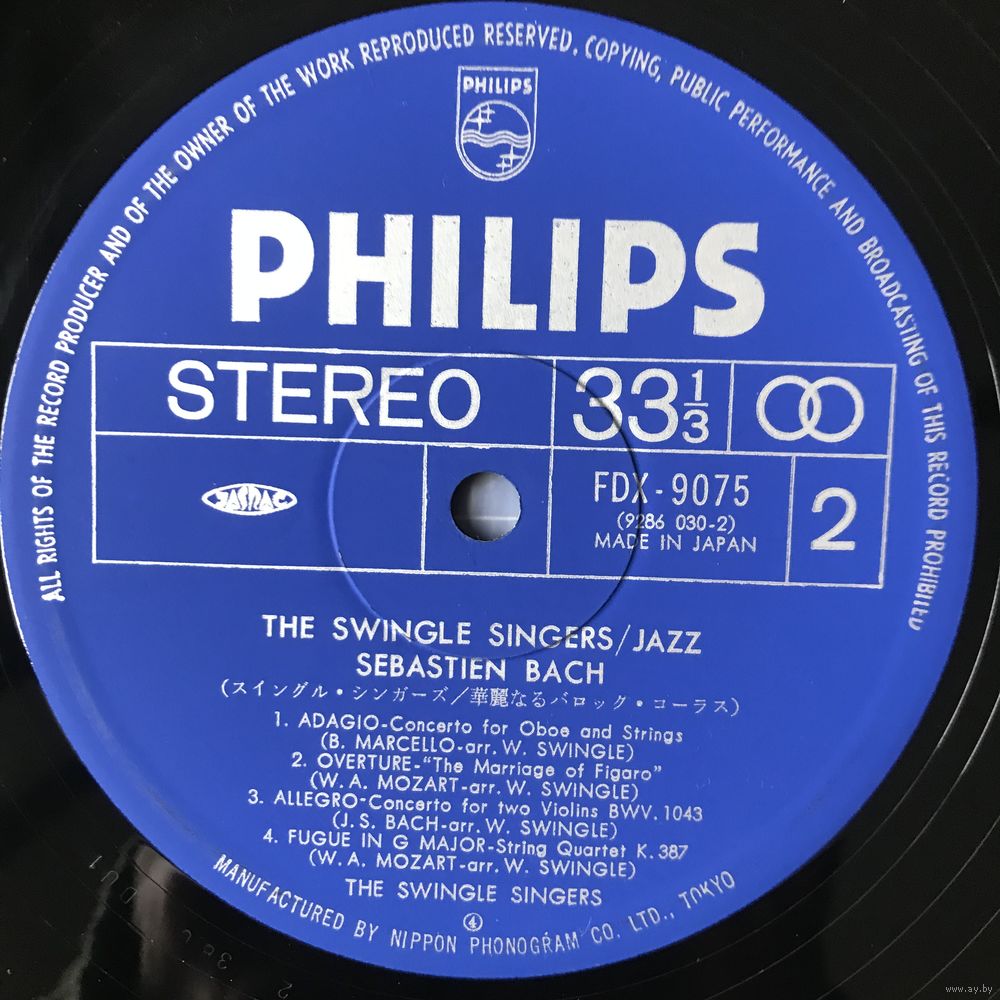 ALL RIGHTS OF THE RECORD PRODUCER AND OF THE OWNER OF THE WORK REPRODUCED RESERVED. COPYING, PUBLIC PERFORMANCE AND BROADCASTING OF THIS RECORD PROHIBITED
PHILIPS
PHILIPS
STEREO
33 1/3
JASRAC
FDX-9075
(9286 030-2)
MADE IN JAPAN
2
THE SWINGLE SINGERS/JAZZ
SEBASTIEN BACH
(スイングル・シンガーズ/華麗なるバロック・コーラス)
1. ADAGIO-Concerto for Oboe and Strings
(B. MARCELLO-arr. W. SWINGLE)
2. OVERTURE-"The Marriage of Figaro"
(W. A. MOZART-arr. W. SWINGLE)
3. ALLEGRO-Concerto for two Violins BWV. 1043
(J. S. BACH-arr. W. SWINGLE)
4. FUGUE IN G MAJOR-String Quartet K. 387
(W. A. MOZART-arr. W. SWINGLE)
THE SWINGLE SINGERS
④
MANUFACTURED BY NIPPON PHONOGRAM CO. LTD., TOKYO
www.ay.by